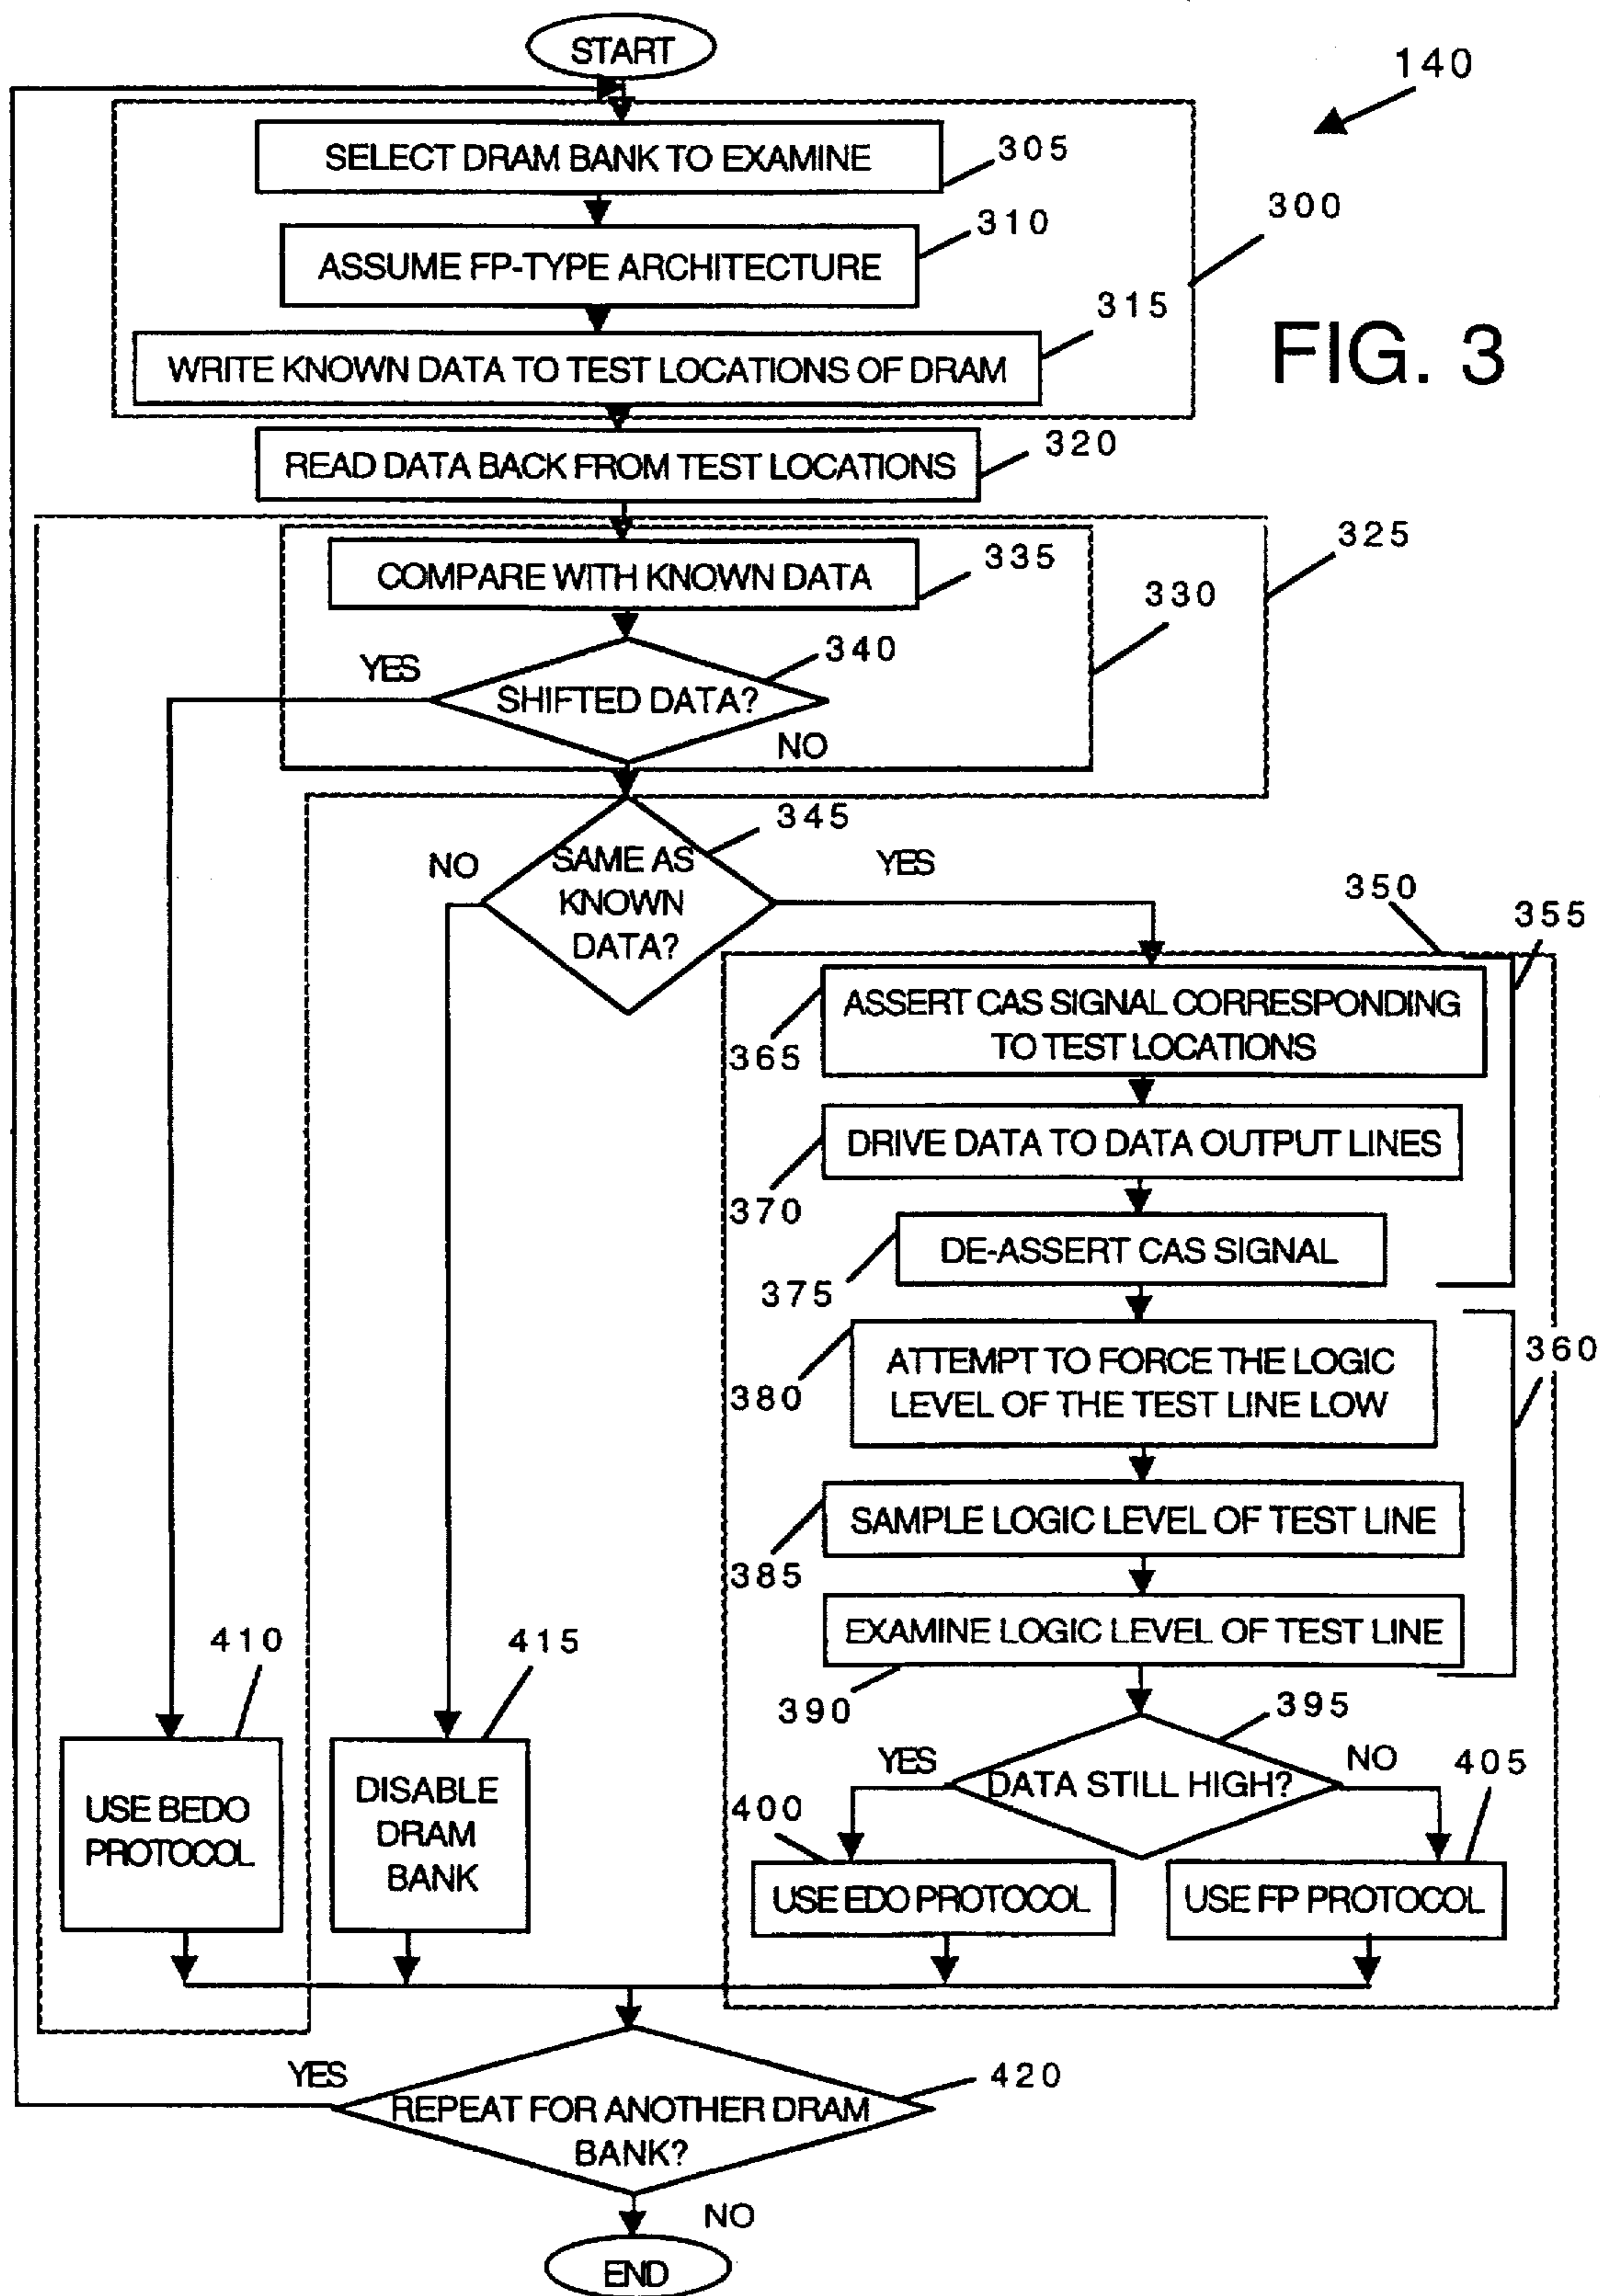 START
140
SELECT DRAM BANK TO EXAMINE
305
300
310
ASSUME FP-TYPE ARCHITECTURE
315
FIG. 3
WRITE KNOWN DATA TO TEST LOCATIONS OF DRAM
320
READ DATA BACK FROM TEST LOCATIONS
325
335
COMPARE WITH KNOWN DATA
330
340
YES
SHIFTED DATA?
NO
345
NO
SAME AS
KNOWN
DATA?
YES
350
355
ASSERT CAS SIGNAL CORRESPONDING
TO TEST LOCATIONS
365
DRIVE DATA TO DATA OUTPUT LINES
370
DE-ASSERT CAS SIGNAL
375
360
ATTEMPT TO FORCE THE LOGIC
LEVEL OF THE TEST LINE LOW
380
SAMPLE LOGIC LEVEL OF TEST LINE
385
EXAMINE LOGIC LEVEL OF TEST LINE
390
410
415
395
YES
DATA STILL HIGH?
NO
405
400
USE BEDO
PROTOCOL
DISABLE
DRAM
BANK
USE EDO PROTOCOL
USE FP PROTOCOL
YES
420
REPEAT FOR ANOTHER DRAM
BANK?
NO
END